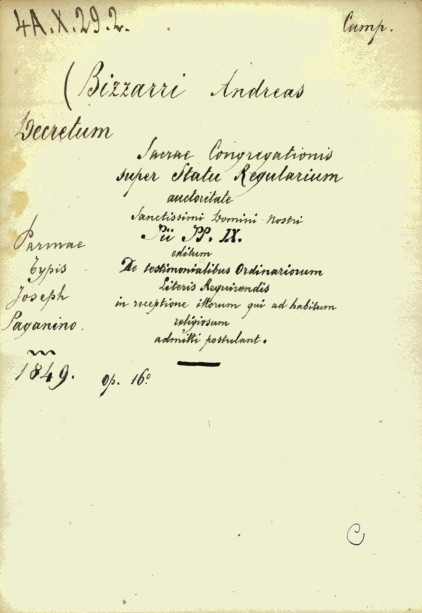 4A.X.29.2.
Cump.
(Bizzarri Andreas
Decretum
Sacrae Congregationis
super Statu Regularium
auctoritate
Sanctissimi Domini Nostri
Pii PP. IX.
editum
De testimonialibus Ordinariorum
Literis Requirendis
in receptione illorum qui ad habitum
religiosum
admitti postulant.
Parmae
Typis
Joseph
Paganino.
1849. op. 16°
C